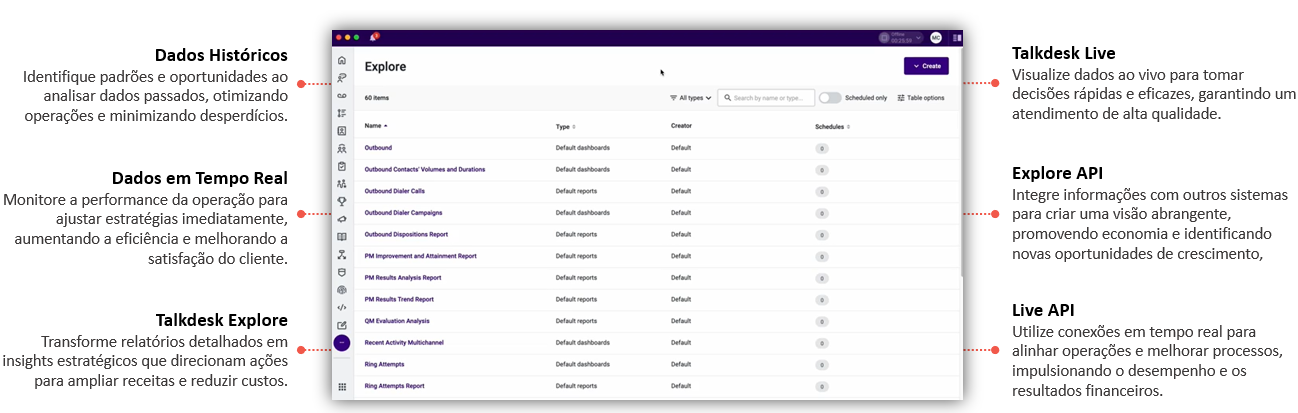 Dados Históricos
Identifique padrões e oportunidades ao
analisar dados passados, otimizando
operações e minimizando desperdícios.
Dados em Tempo Real
Monitore a performance da operação para
ajustar estratégias imediatamente,
aumentando a eficiência e melhorando a
satisfação do cliente.
Talkdesk Explore
Transforme relatórios detalhados em
insights estratégicos que direcionam ações
para ampliar receitas e reduzir custos.
Offline
MC
Explore
Create
60 items
All types
Search by name or type...
Scheduled only
Table options
Name Type Creator Schedules
Outbound Default dashboards Default 0
Outbound Contacts' Volumes and Durations Default dashboards Default 0
Outbound Dialer Calls Default reports Default 0
Outbound Dialer Campaigns Default dashboards Default 0
Outbound Dispositions Report Default reports Default 0
PM Improvement and Attainment Report Default reports Default 0
PM Results Analysis Report Default reports Default 0
PM Results Trend Report Default reports Default 0
QM Evaluation Analysis Default reports Default 0
Recent Activity Multichannel Default dashboards Default 0
Ring Attempts Default dashboards Default 0
Ring Attempts Report Default reports Default 0
Talkdesk Live
Visualize dados ao vivo para tomar
decisões rápidas e eficazes, garantindo um
atendimento de alta qualidade.
Explore API
Integre informações com outros sistemas
para criar uma visão abrangente,
promovendo economia e identificando
novas oportunidades de crescimento,
Live API
Utilize conexões em tempo real para
alinhar operações e melhorar processos,
impulsionando o desempenho e os
resultados financeiros.